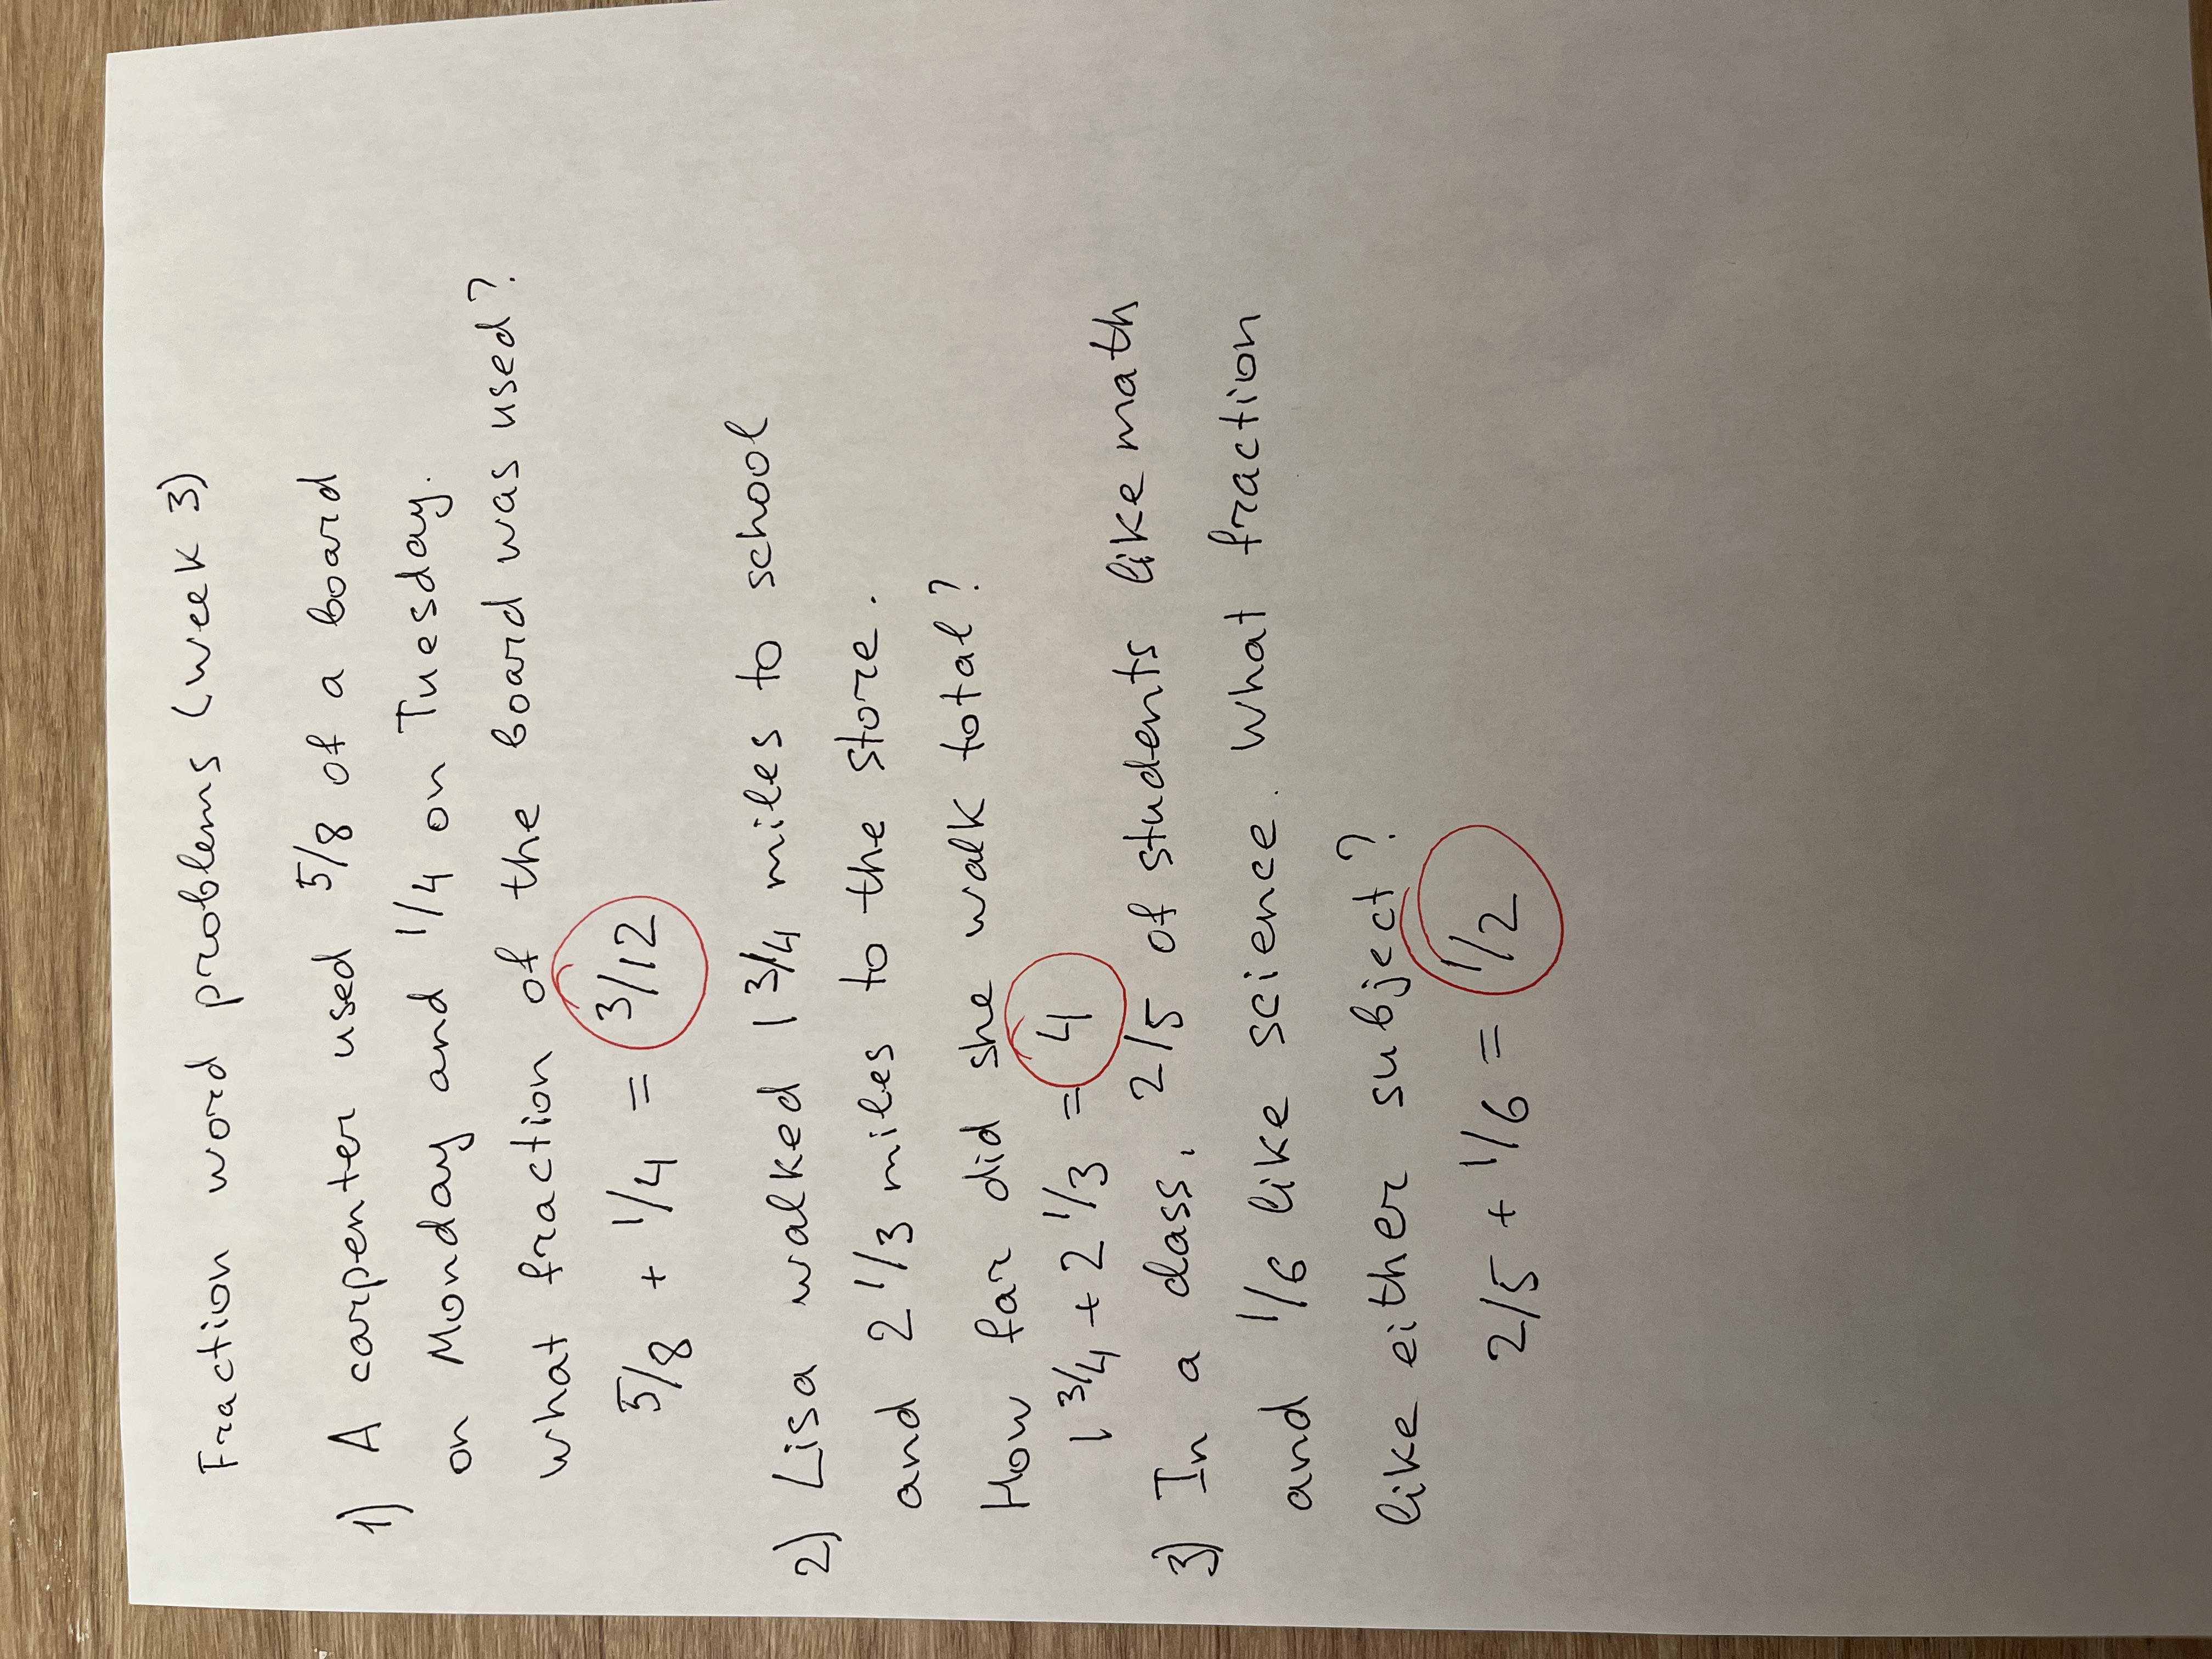 Fraction word problems (week 3)
1) A carpenter used 5/8 of a board
on Monday and 1/4 on Tuesday.
what fraction of the board was used?
5/8 + 1/4 = 3/12
2) Lisa walked 1 3/4 miles to school
and 2 1/3 miles to the store.
How far did she walk total?
1 3/4 + 2 1/3 = 4
3) In a class, 2/5 of students like math
and 1/6 like science. What fraction
like either subject?
2/5 + 1/6 = 1/2